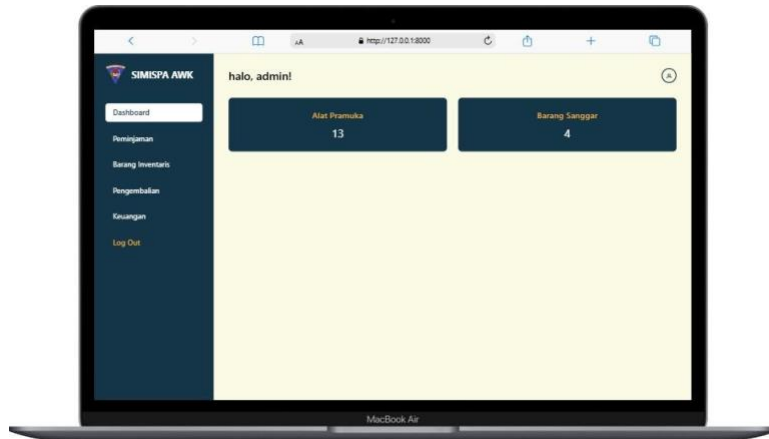 AA
http://127.0.0.1:8000
SIMISPA AWK
halo, admin!
A
Dashboard
Peminjaman
Barang Inventaris
Pengembalian
Keuangan
Log Out
Alat Pramuka
13
Barang Sanggar
4
MacBook Air